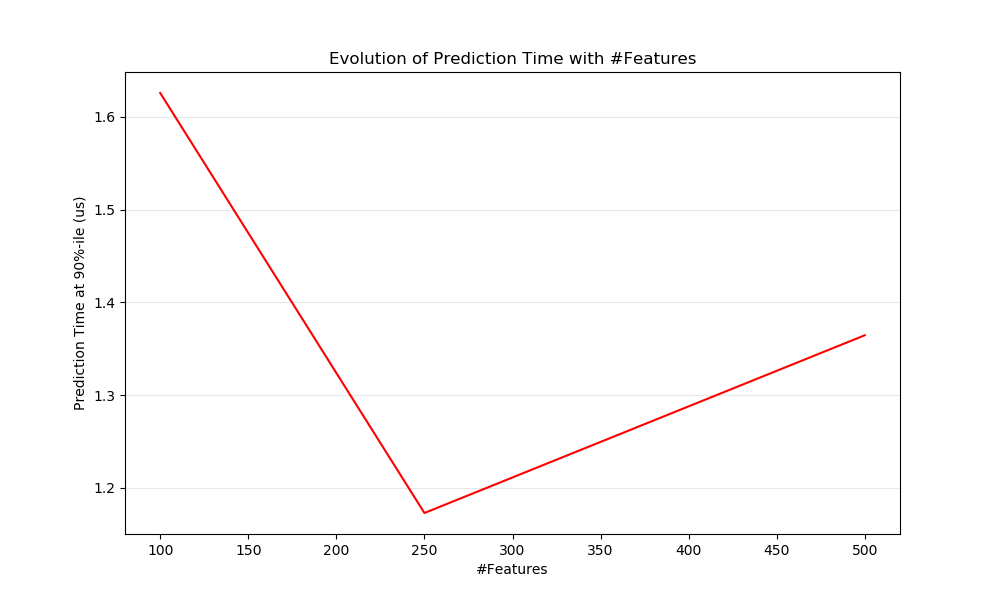 Evolution of Prediction Time with #Features
Prediction Time at 90%-ile (us)
1.6
1.5
1.4
1.3
1.2
100 150 200 250 300 350 400 450 500
#Features